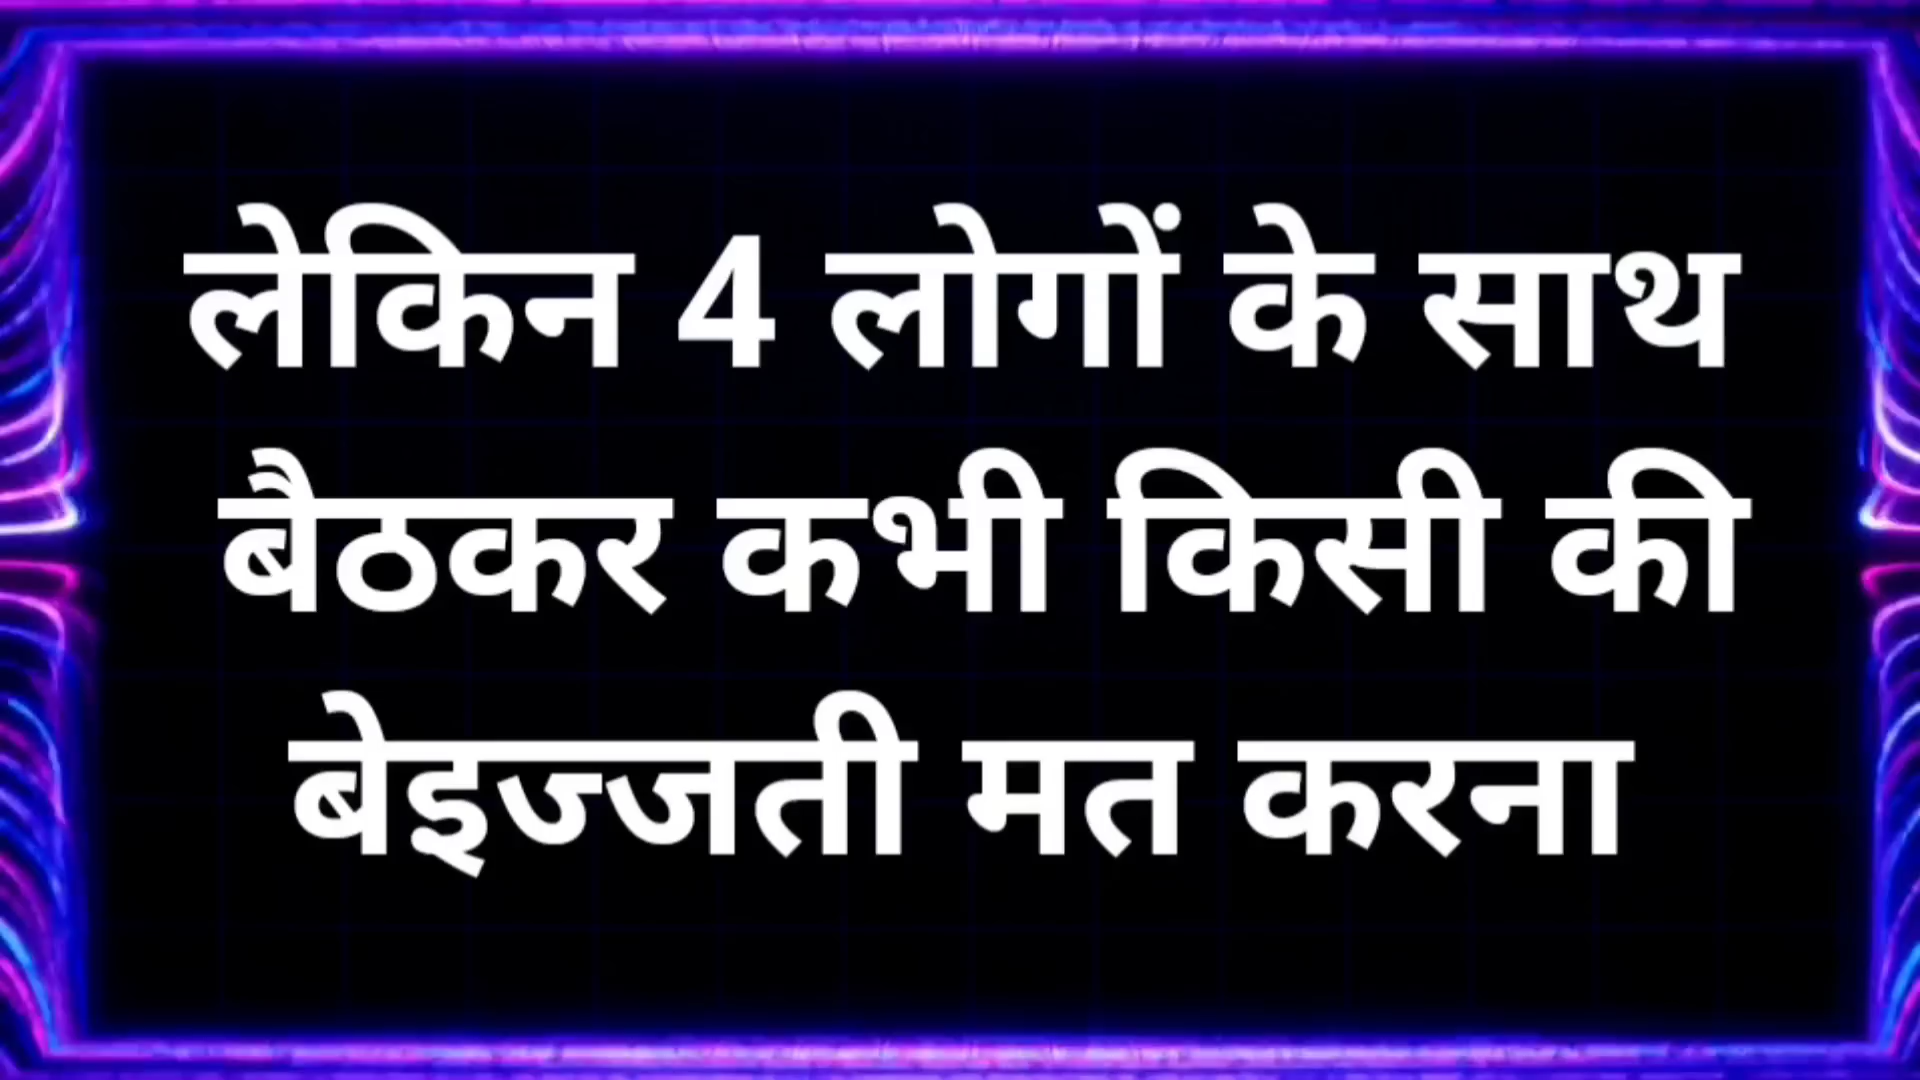 लेकिन 4 लोगों के साथ
बैठकर कभी किसी की
बेइज्जती मत करना